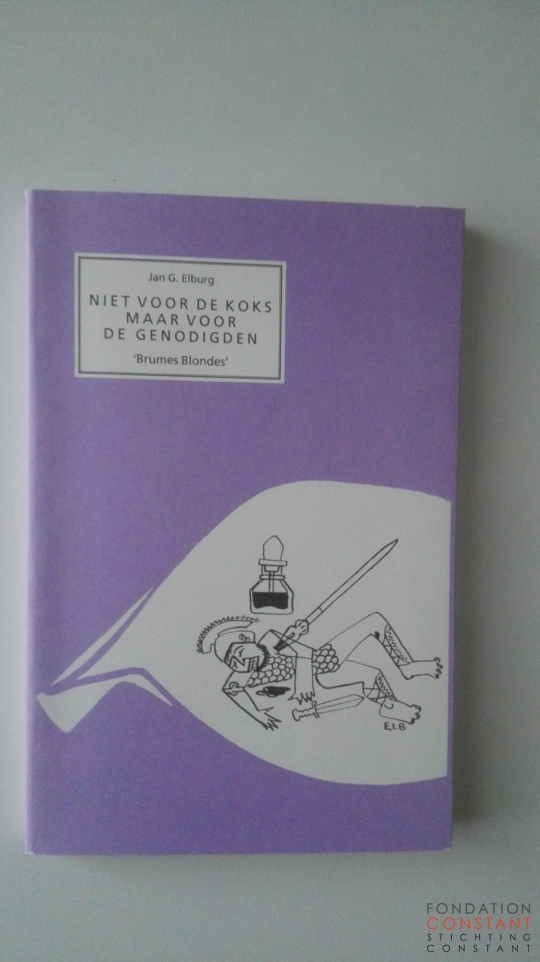 Jan G. Elburg
NIET VOOR DE KOKS
MAAR VOOR
DE GENODIGDEN
'Brumes Blondes'
E.L.B
FONDATION
CONSTANT
STICHTING
CONSTANT